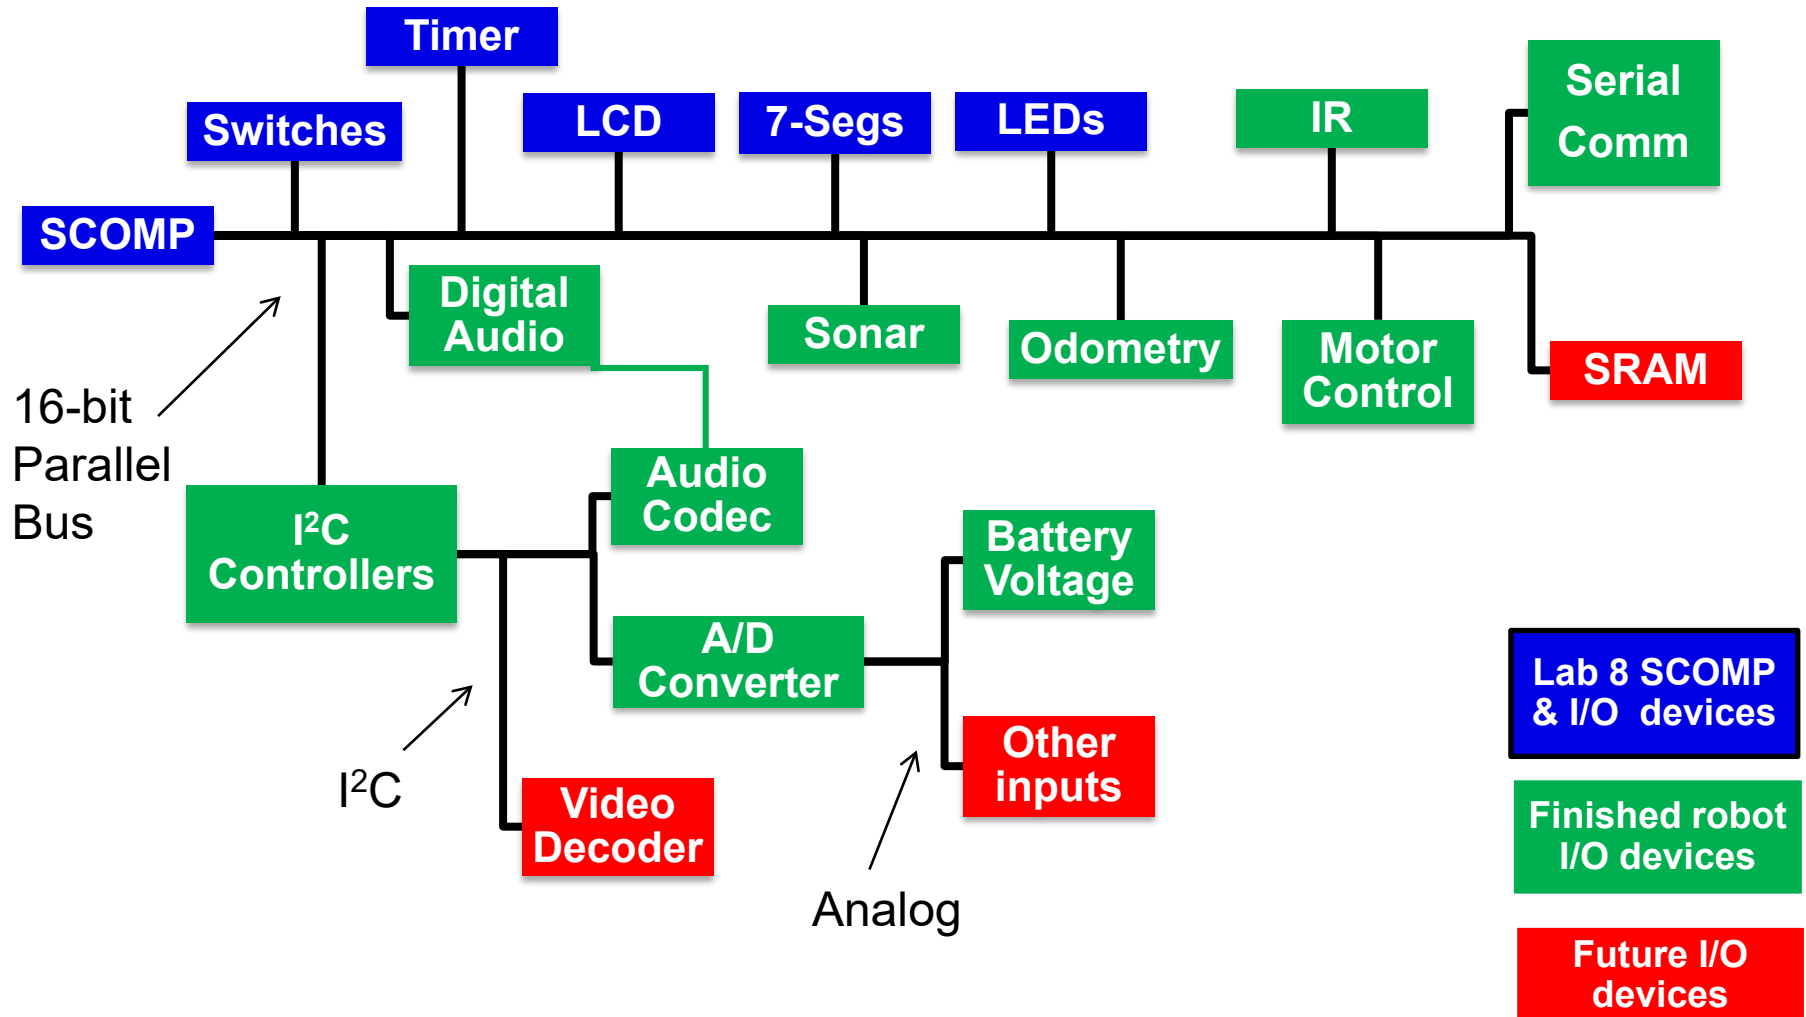 Timer
Switches
LCD
7-Segs
LEDs
IR
Serial
Comm
SCOMP
Digital
Audio
Sonar
Odometry
Motor
Control
SRAM
16-bit
Parallel
Bus
I²C
Controllers
Audio
Codec
Battery
Voltage
A/D
Converter
Other
inputs
I²C
Video
Decoder
Analog
Lab 8 SCOMP
& I/O devices
Finished robot
I/O devices
Future I/O
devices